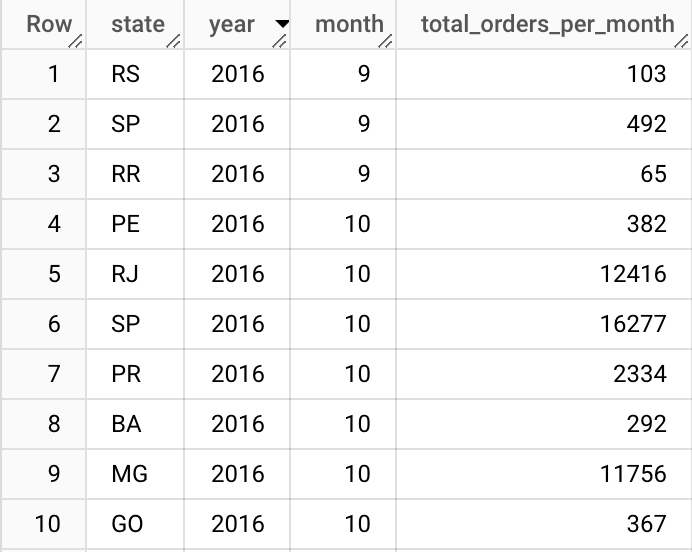 Row state year month total_orders_per_month
1 RS 2016 9 103
2 SP 2016 9 492
3 RR 2016 9 65
4 PE 2016 10 382
5 RJ 2016 10 12416
6 SP 2016 10 16277
7 PR 2016 10 2334
8 BA 2016 10 292
9 MG 2016 10 11756
10 GO 2016 10 367